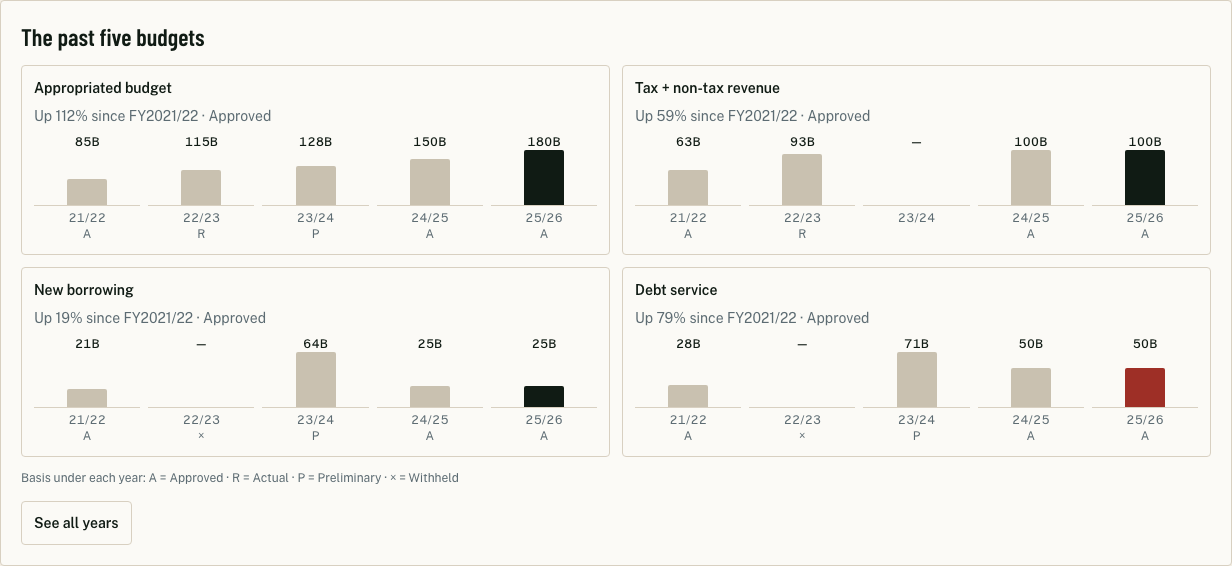 The past five budgets
Appropriated budget
Up 112% since FY2021/22 · Approved
85B 115B 128B 150B 180B
21/22 22/23 23/24 24/25 25/26
A R P A A
Tax + non-tax revenue
Up 59% since FY2021/22 · Approved
63B 93B — 100B 100B
21/22 22/23 23/24 24/25 25/26
A R A A
New borrowing
Up 19% since FY2021/22 · Approved
21B — 64B 25B 25B
21/22 22/23 23/24 24/25 25/26
A × P A A
Debt service
Up 79% since FY2021/22 · Approved
28B — 71B 50B 50B
21/22 22/23 23/24 24/25 25/26
A × P A A
Basis under each year: A = Approved · R = Actual · P = Preliminary · × = Withheld
See all years